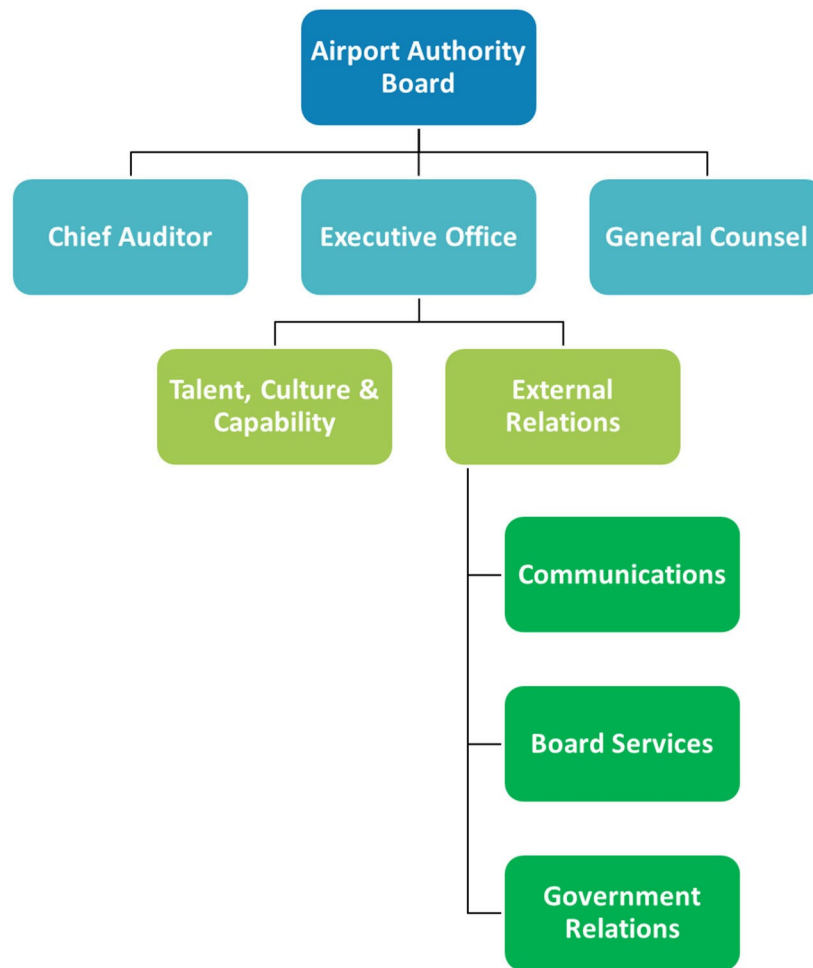 Airport Authority
Board
Chief Auditor
Executive Office
General Counsel
Talent, Culture &
Capability
External
Relations
Communications
Board Services
Government
Relations